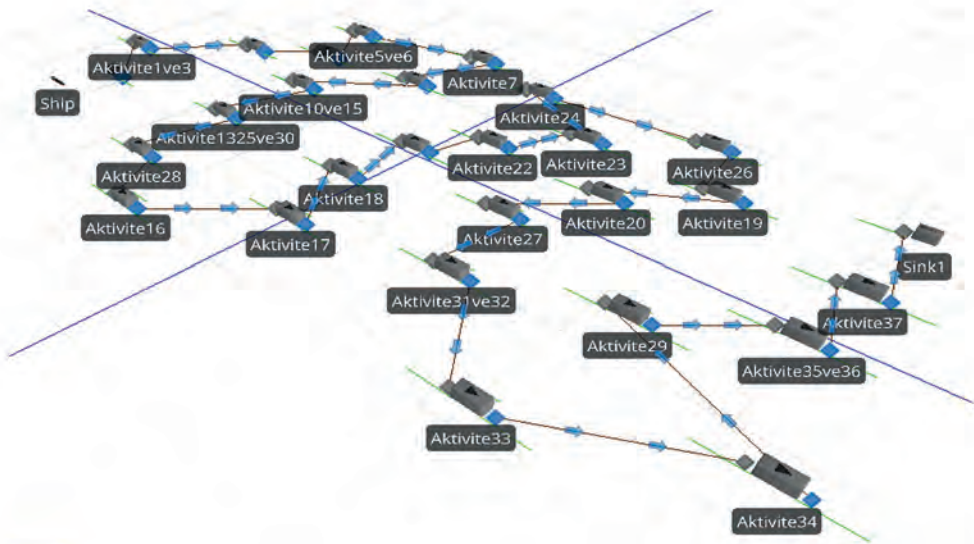 Aktivite1ve3
Aktivite5ve6
Aktivite7
Ship
Aktivite10ve15
Aktivite24
Aktivite1325ve30
Aktivite22
Aktivite23
Aktivite26
Aktivite28
Aktivite18
Aktivite16
Aktivite17
Aktivite20
Aktivite19
Aktivite27
Sink1
Aktivite31ve32
Aktivite37
Aktivite29
Aktivite35ve36
Aktivite33
Aktivite34